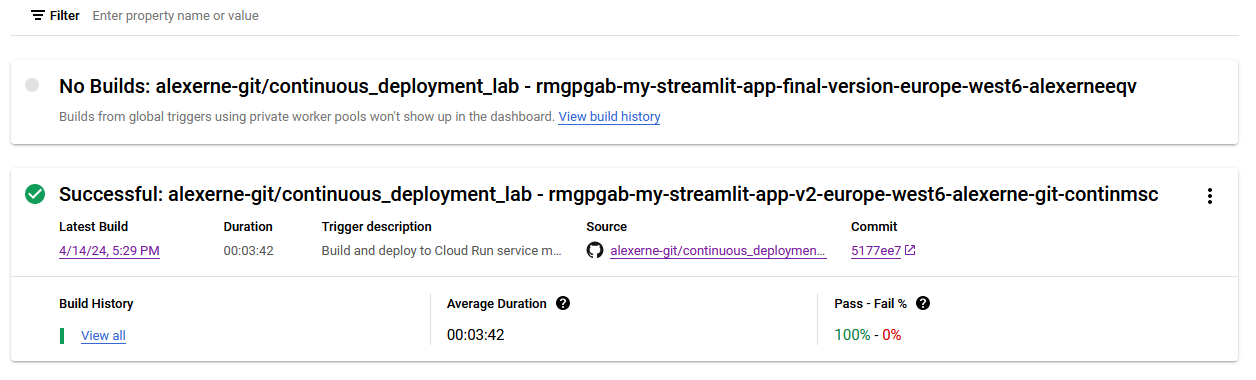 Filter Enter property name or value
No Builds: alexerne-git/continuous_deployment_lab - rmgpgab-my-streamlit-app-final-version-europe-west6-alexerneeqv
Builds from global triggers using private worker pools won't show up in the dashboard. View build history
Successful: alexerne-git/continuous_deployment_lab - rmgpgab-my-streamlit-app-v2-europe-west6-alexerne-git-continmsc
Latest Build Duration Trigger description Source Commit
4/14/24, 5:29 PM 00:03:42 Build and deploy to Cloud Run service m... alexerne-git/continuous_deploymen... 5177ee7
Build History Average Duration ? Pass - Fail % ?
View all 00:03:42 100% - 0%